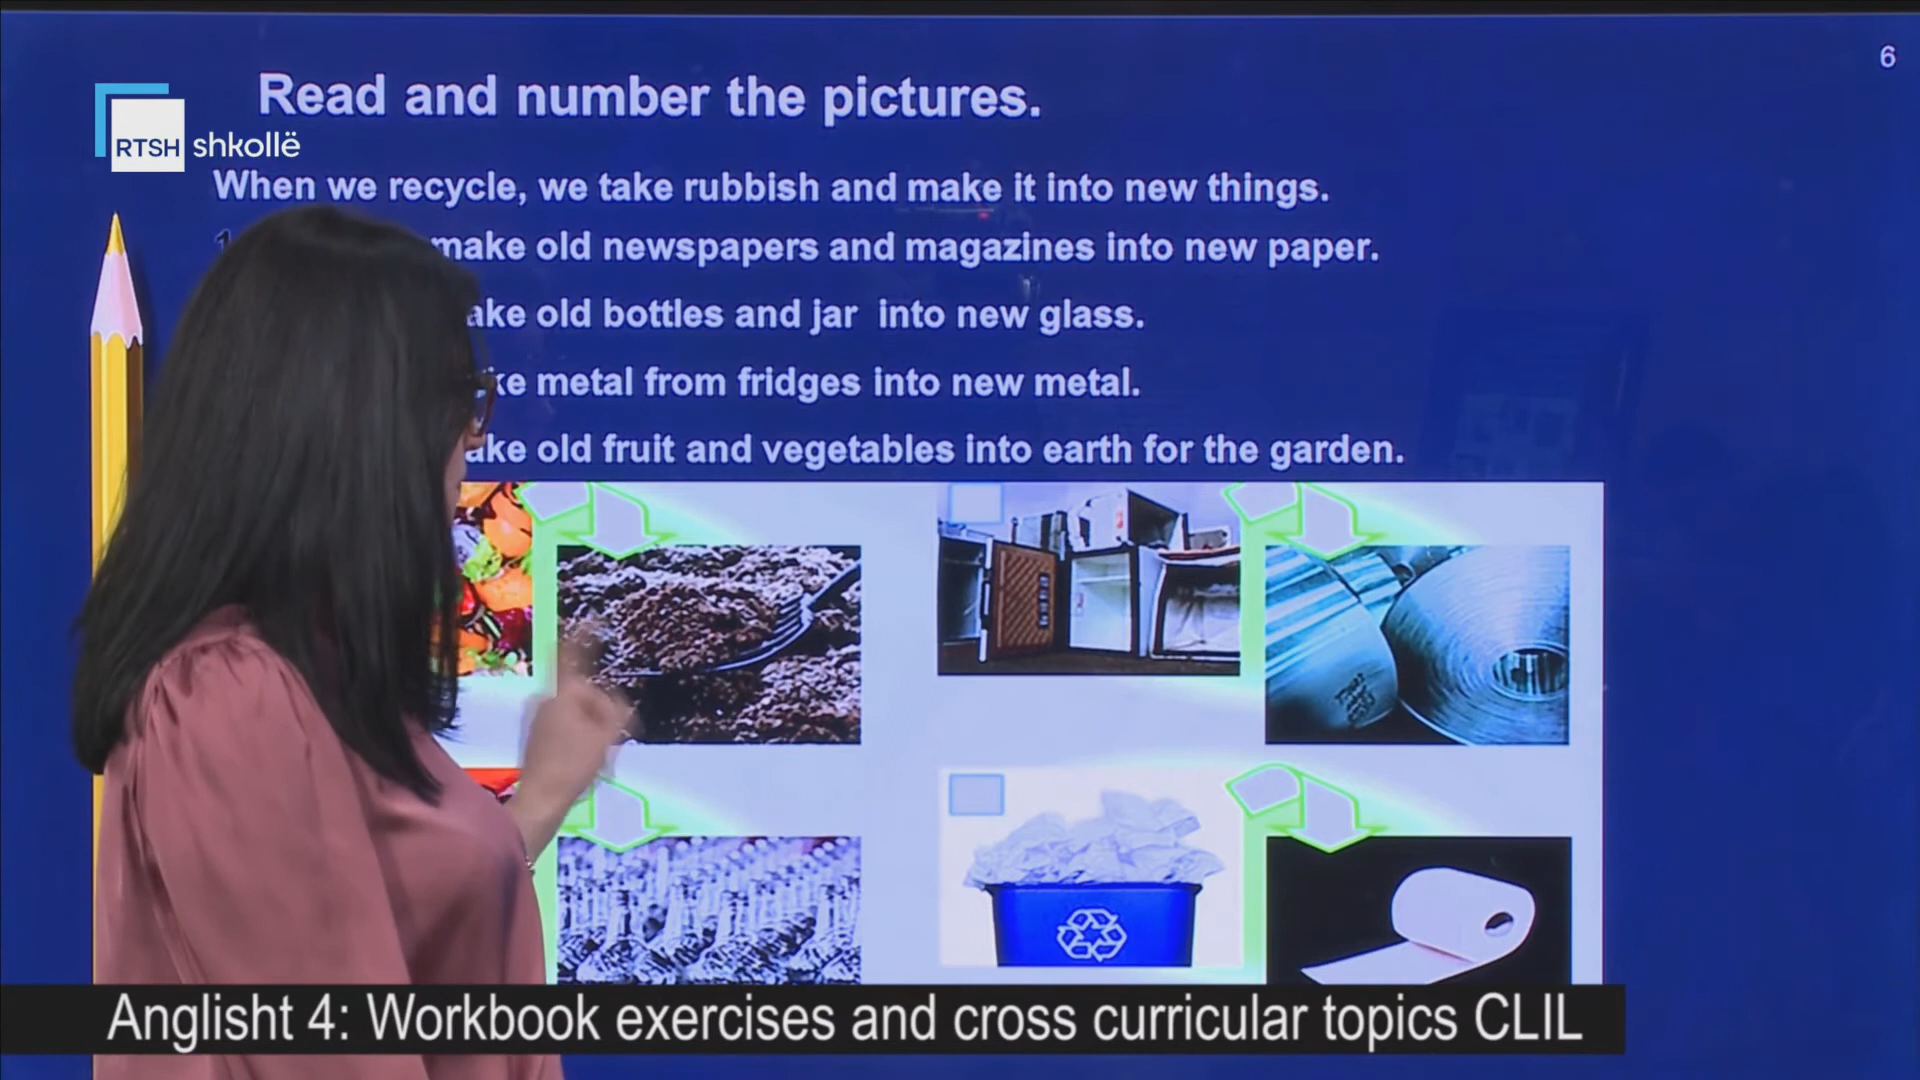 6
Read and number the pictures.
RTSH shkollë
When we recycle, we take rubbish and make it into new things.
make old newspapers and magazines into new paper.
old bottles and jar into new glass.
metal from fridges into new metal.
old fruit and vegetables into earth for the garden.
Anglisht 4: Workbook exercises and cross curricular topics CLIL